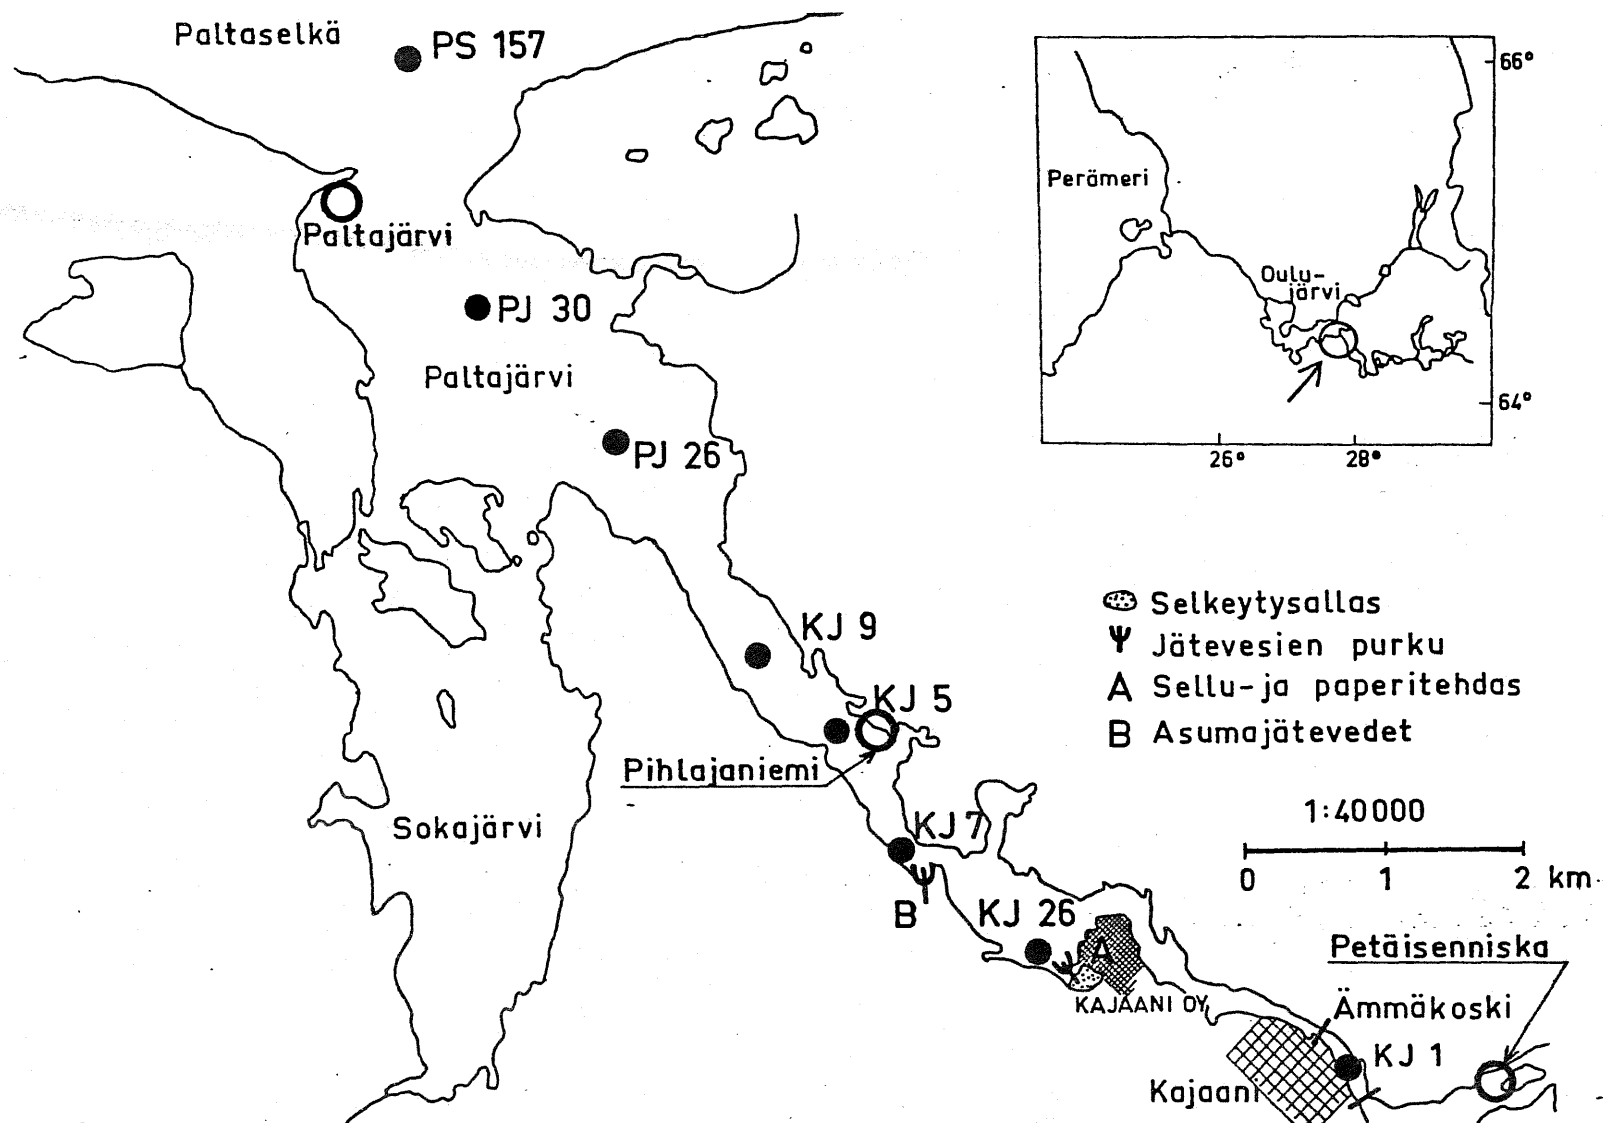 Paltaselkä
PS 157
Paltajärvi
PJ 30
Paltajärvi
PJ 26
KJ 9
KJ 5
Pihlajaniemi
Sokajärvi
KJ 7
B
KJ 26
A
KAJAANI OY
Petäisenniska
Ämmäkoski
KJ 1
Kajaani
66°
Perämeri
Oulu-
järvi
64°
26°
28°
Selkeytysallas
Jätevesien purku
A Sellu-ja paperitehdas
B Asumajätevedet
1:40000
0 1 2 km